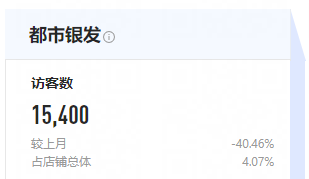 都市银发
访客数
15,400
较上月 -40.46%
占店铺总体 4.07%